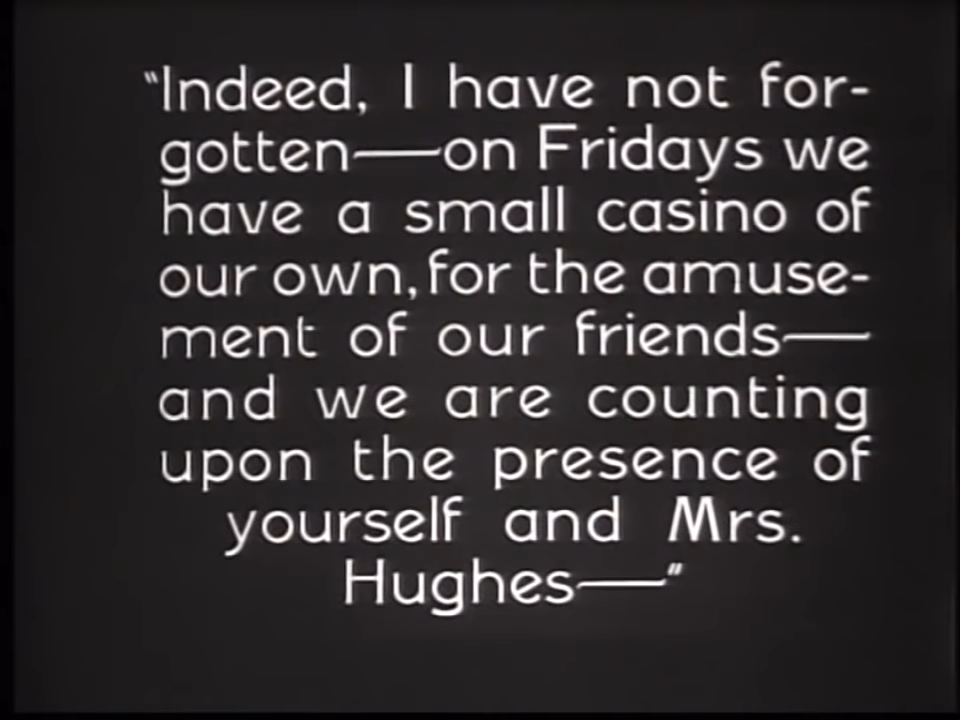 "Indeed, I have not for-
gotten—on Fridays we
have a small casino of
our own, for the amuse-
ment of our friends—
and we are counting
upon the presence of
yourself and Mrs.
Hughes—"